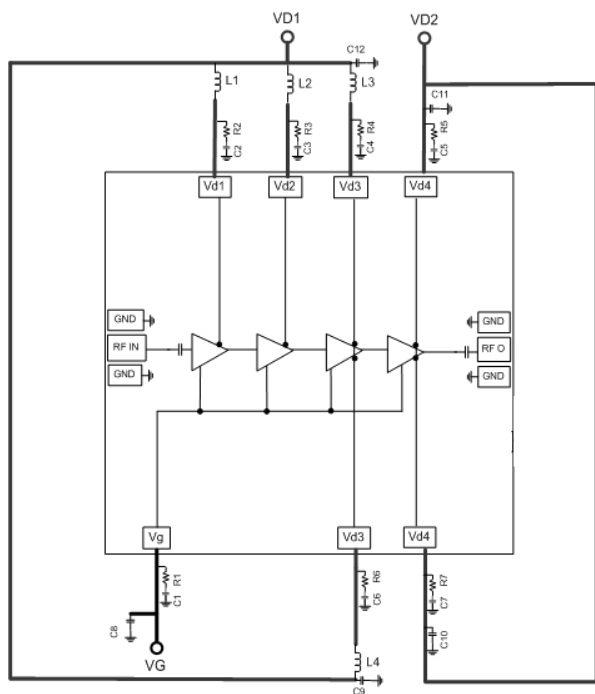 VD1
VD2
C12
L1
L2
L3
C11
R2
C2
R3
C3
R4
C4
R5
C5
Vd1
Vd2
Vd3
Vd4
GND
GND
RF IN
RF O
GND
GND
Vg
Vd3
Vd4
R1
C1
R6
C6
R7
C7
C8
C10
VG
L4
C9